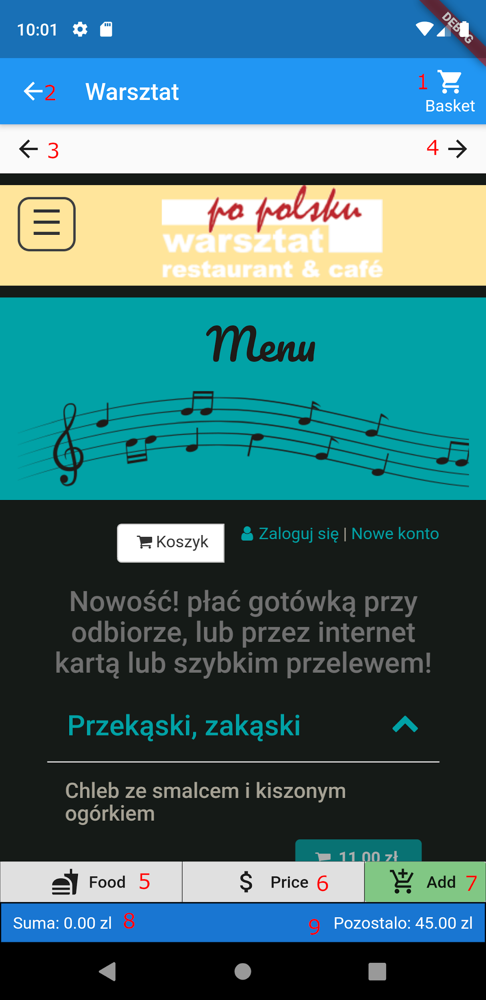 10:01
DEBUG
1
2 Warsztat
Basket
3 4
po polsku
warsztat
restaurant & café
Menu
Koszyk Zaloguj się | Nowe konto
Nowość! płać gotówką przy
odbiorze, lub przez internet
kartą lub szybkim przelewem!
Przekąski, zakąski
Chleb ze smalcem i kiszonym
ogórkiem
11.00 zł
Food 5 $ Price 6 Add 7
Suma: 0.00 zl 8 9 Pozostalo: 45.00 zl